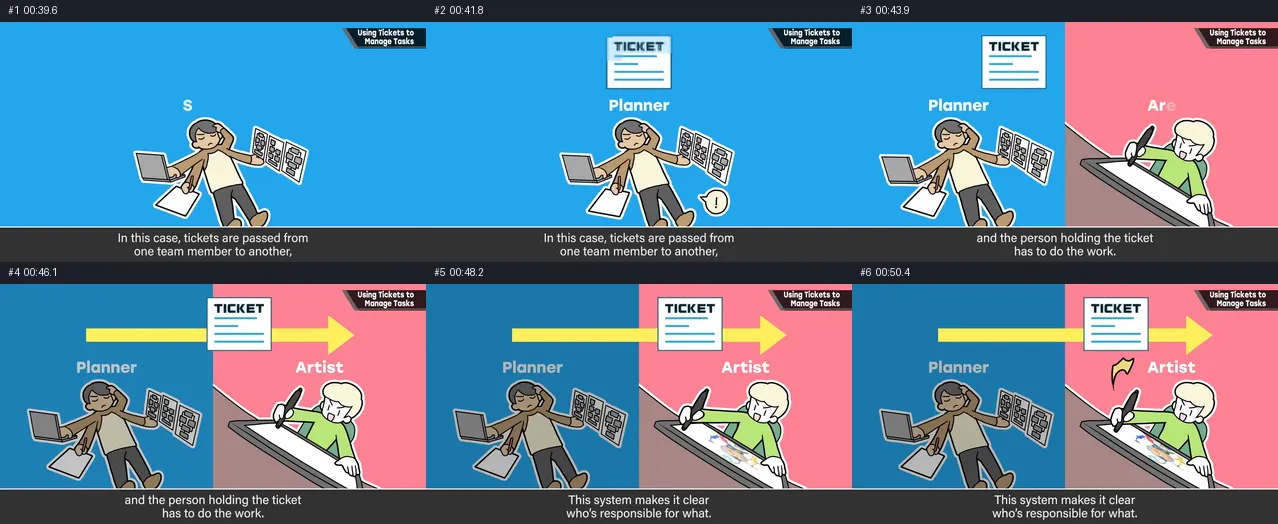 #1 00:39.6
Using Tickets to
Manage Tasks
S
In this case, tickets are passed from
one team member to another,
#2 00:41.8
Using Tickets to
Manage Tasks
TICKET
Planner
!
In this case, tickets are passed from
one team member to another,
#3 00:43.9
Using Tickets to
Manage Tasks
TICKET
Planner
Are
and the person holding the ticket
has to do the work.
#4 00:46.1
Using Tickets to
Manage Tasks
TICKET
Planner
Artist
and the person holding the ticket
has to do the work.
#5 00:48.2
Using Tickets to
Manage Tasks
TICKET
Planner
Artist
This system makes it clear
who's responsible for what.
#6 00:50.4
Using Tickets to
Manage Tasks
TICKET
Planner
Artist
This system makes it clear
who's responsible for what.